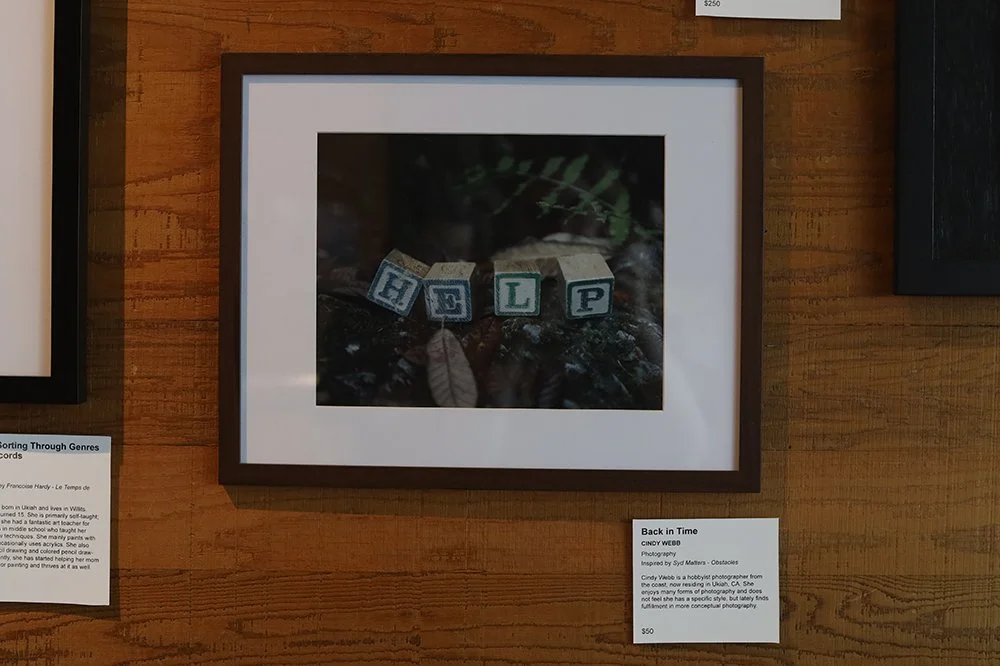 $250
HELP
Sorting Through Genres
cords
by Francoise Hardy - Le Temps de
born in Ukiah and lives in Willits.
urned 15. She is primarily self-taught;
she had a fantastic art teacher for
in middle school who taught her
w techniques. She mainly paints with
casionally uses acrylics. She also
cil drawing and colored pencil draw-
ntly, she has started helping her mom
or painting and thrives at it as well.
Back in Time
CINDY WEBB
Photography
Inspired by Syd Matters - Obstacles
Cindy Webb is a hobbyist photographer from
the coast, now residing in Ukiah, CA. She
enjoys many forms of photography and does
not feel she has a specific style, but lately finds
fulfillment in more conceptual photography.
$50